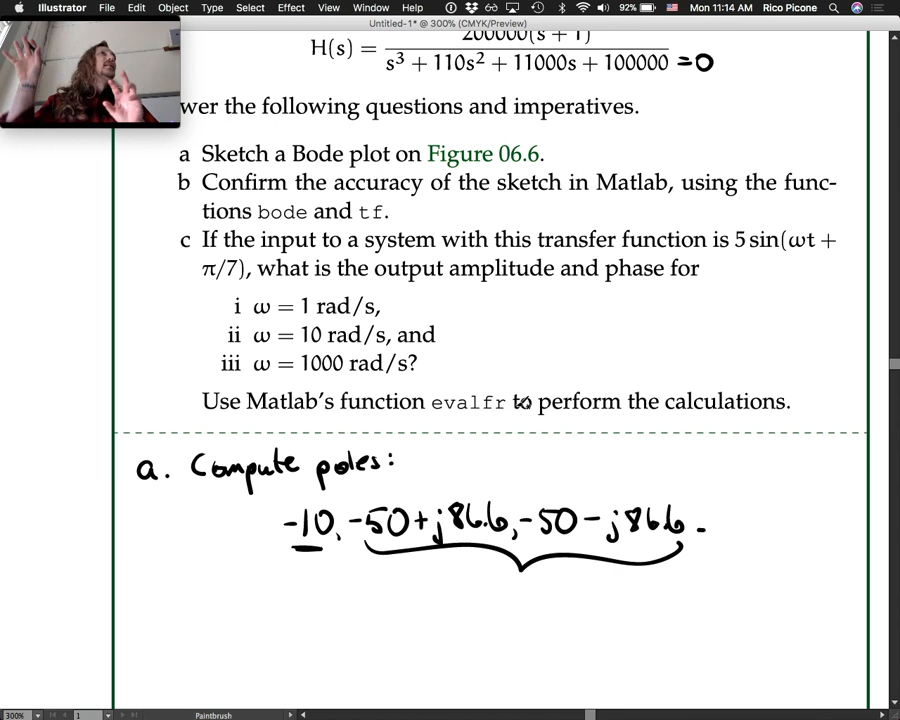 Illustrator File Edit Object Type Select Effect View Window Help 92% Mon 11:14 AM Rico Picone
Untitled-1* @ 300% (CMYK/Preview)
H(s) = 200000(s + 1)
s³ + 110s² + 11000s + 100000 =0
wer the following questions and imperatives.
a Sketch a Bode plot on Figure 06.6.
b Confirm the accuracy of the sketch in Matlab, using the func-
tions bode and tf.
c If the input to a system with this transfer function is 5 sin(ωt +
π/7), what is the output amplitude and phase for
i ω = 1 rad/s,
ii ω = 10 rad/s, and
iii ω = 1000 rad/s?
Use Matlab's function evalfr to perform the calculations.
a. Compute poles:
-10, -50+j86.6, -50-j86.6.
300% 1 Paintbrush